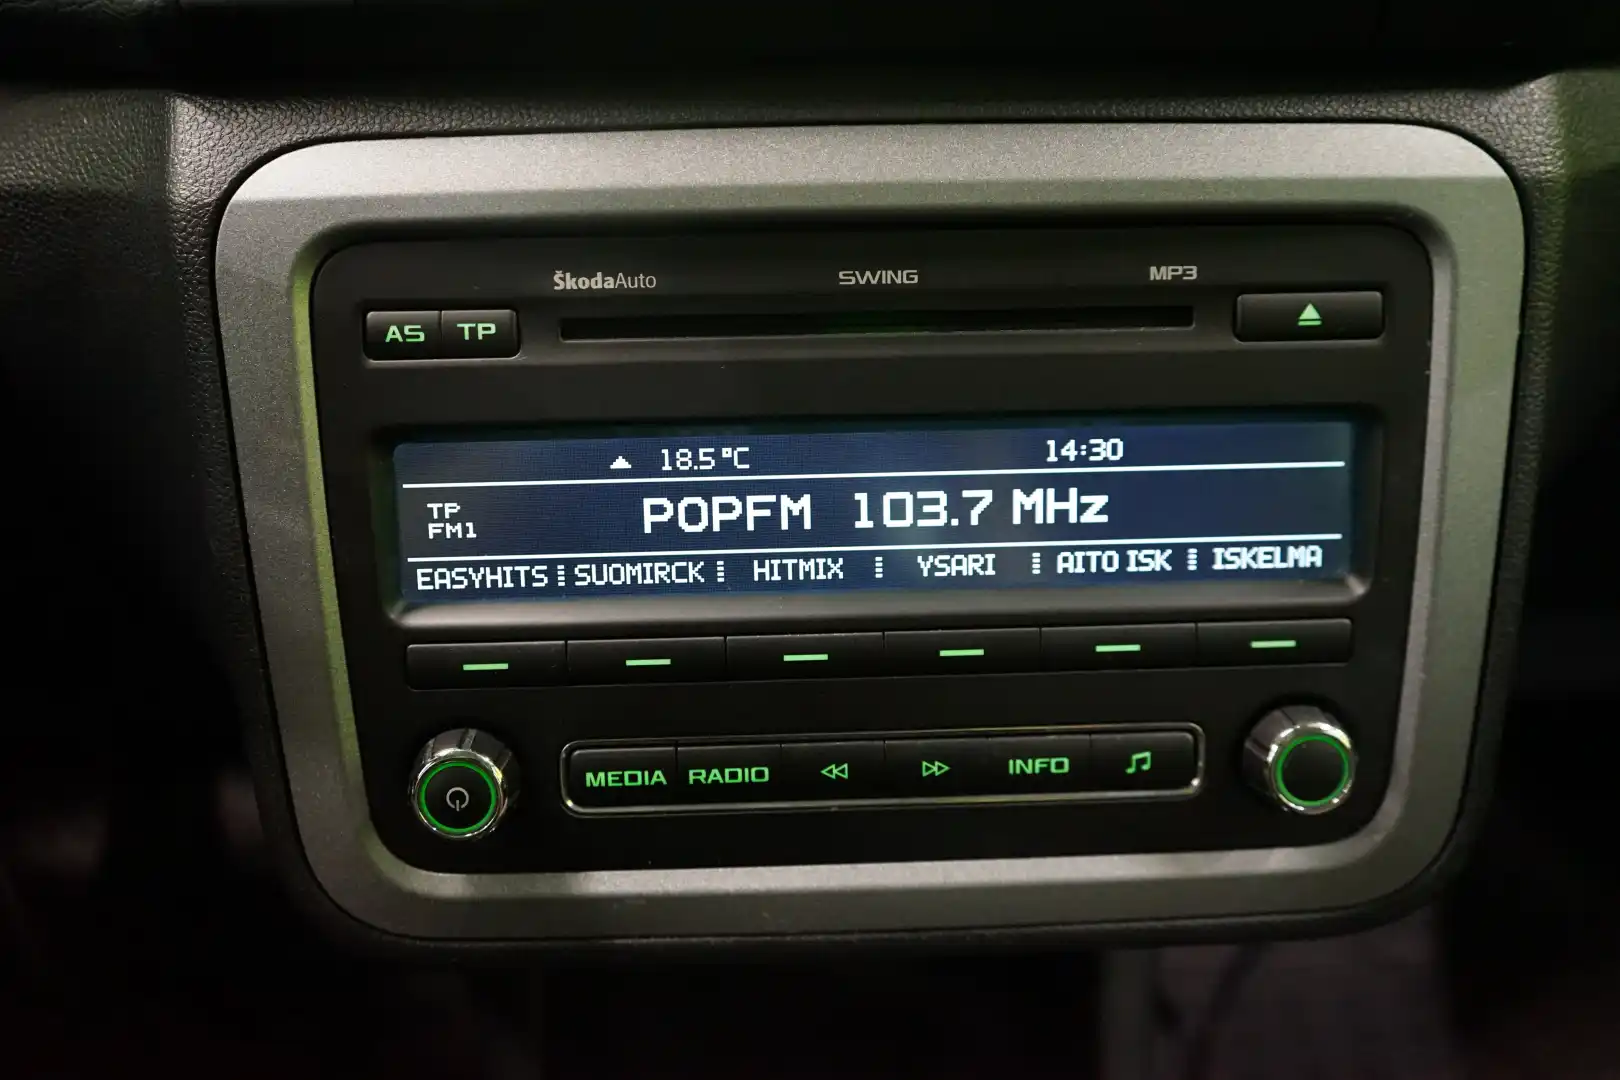 ŠkodaAuto SWING MP3
AS TP
18.5°C 14:30
TP
FM1
POPFM 103.7 MHz
EASYHITS SUOMIRCK HITMIX YSARI AITO ISK ISKELMA
MEDIA RADIO INFO